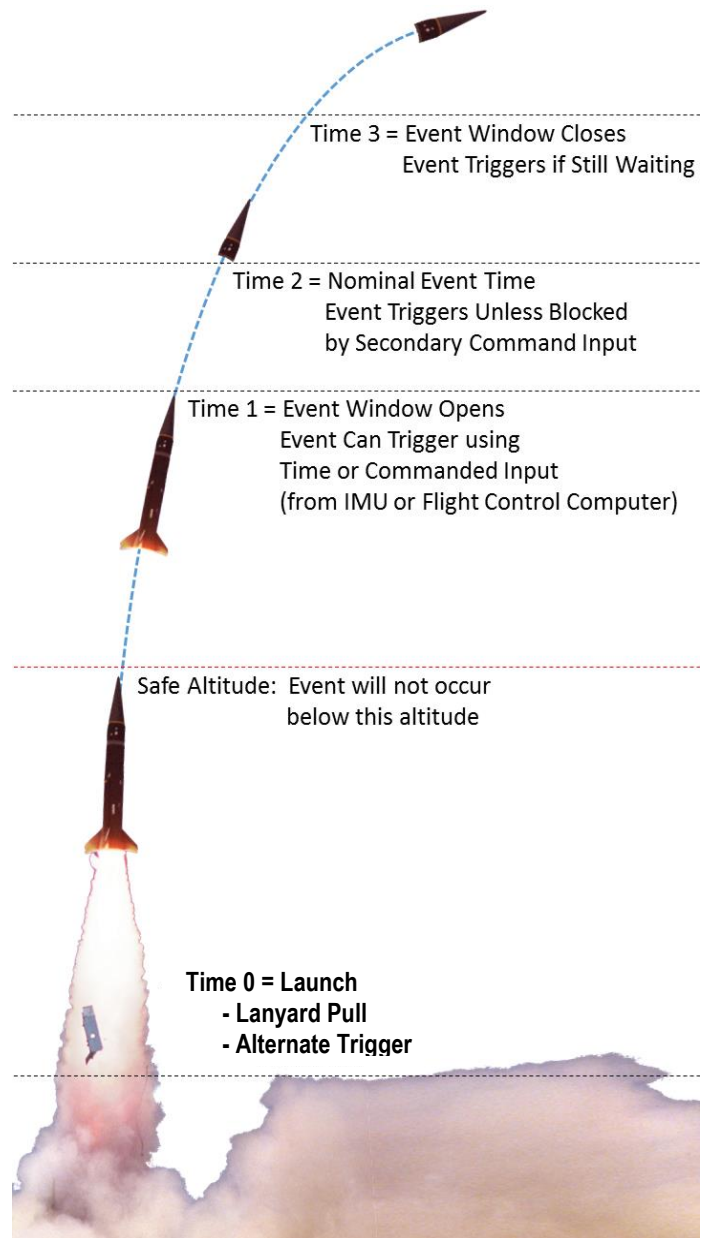 Time 3 = Event Window Closes
Event Triggers if Still Waiting
Time 2 = Nominal Event Time
Event Triggers Unless Blocked
by Secondary Command Input
Time 1 = Event Window Opens
Event Can Trigger using
Time or Commanded Input
(from IMU or Flight Control Computer)
Safe Altitude:  Event will not occur
below this altitude
Time 0 = Launch
- Lanyard Pull
- Alternate Trigger